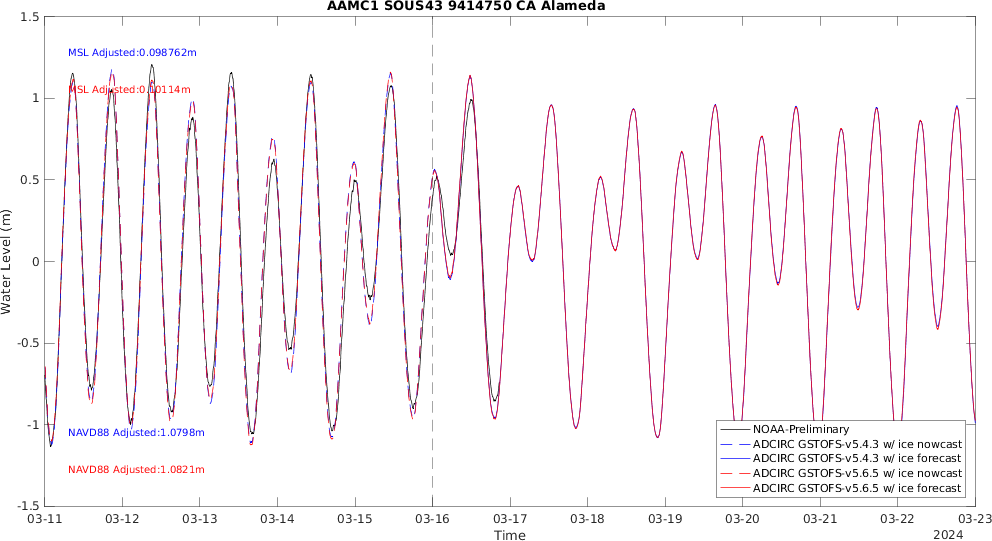 AAMC1 SOUS43 9414750 CA Alameda
1.5
1
0.5
0
-0.5
-1
-1.5
Water Level (m)
MSL Adjusted:0.098762m
MSL Adjusted:0.10114m
NAVD88 Adjusted:1.0798m
NAVD88 Adjusted:1.0821m
NOAA-Preliminary
ADCIRC GSTOFS-v5.4.3 w/ ice nowcast
ADCIRC GSTOFS-v5.4.3 w/ ice forecast
ADCIRC GSTOFS-v5.6.5 w/ ice nowcast
ADCIRC GSTOFS-v5.6.5 w/ ice forecast
03-11 03-12 03-13 03-14 03-15 03-16 03-17 03-18 03-19 03-20 03-21 03-22 03-23
Time
2024